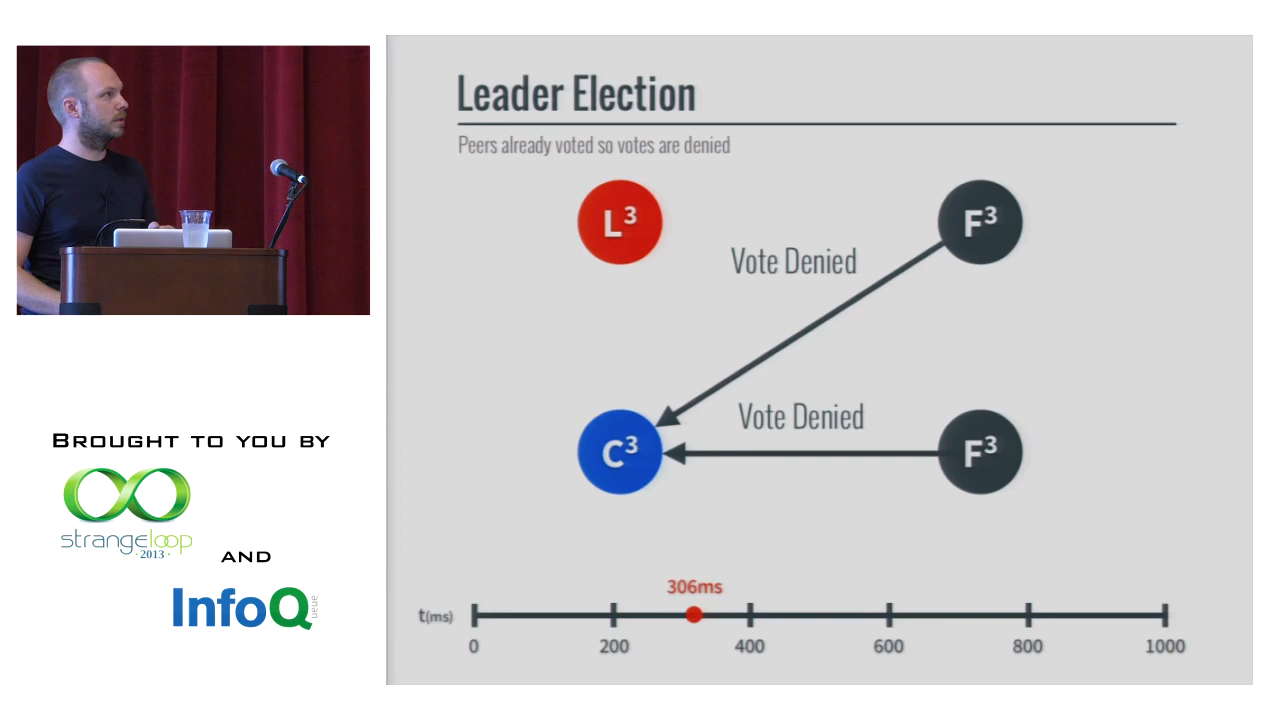 Leader Election
Peers already voted so votes are denied
L³
F³
Vote Denied
Vote Denied
C³
F³
306ms
t(ms)
0 200 400 600 800 1000
BROUGHT TO YOU BY
strangeloop
· 2013 ·
AND
InfoQ
ueue